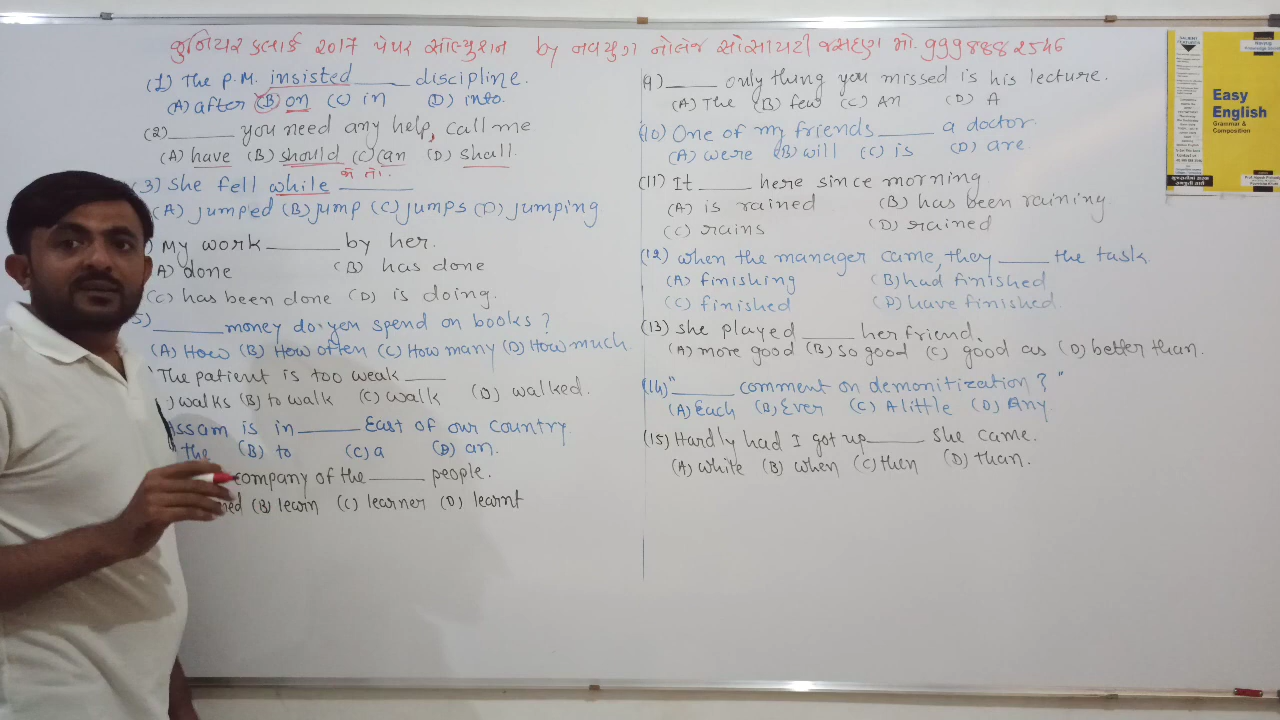 જુનિયર ક્લાર્ક 2017 પેપર સોલ્યુશન by નવયુગ નોલેજ સોસાયટી જસદણ મો. 999888 2546
(1) The P.M. insisted ____ discipline.
(A) after (B) on (C) in (D) into.
(2) ____ you need my help, call me
(A) have (B) should (C) can (D) shall
(3) She fell while ____
(A) jumped (B) jump (C) jumps (D) jumping
) My work ____ by her.
A) done (B) has done
(C) has been done (D) is doing.
5) ____ money do you spend on books?
(A) How (B) How often (C) How many (D) How much.
The patient is too weak ____
) walks (B) to walk (C) walk (D) walked.
Assam is in ____ East of our country.
the (B) to (C) a (D) an.
company of the ____ people.
ned (B) learn (C) learner (D) learnt
____ thing you need is his lecture.
(A) The (B) few (C) An (D) A
(10) One of my friends ____ a doctor.
(A) were (B) will (C) is (D) are.
It ____ since morning
(A) is rained (B) has been raining.
(C) rains (D) rained
(12) when the manager came, they ____ the task.
(A) finishing (B) had finished
(C) finished (D) have finished.
(13) she played ____ her friend.
(A) more good (B) so good (C) good as (D) better than.
(14) "____ comment on demonitization?"
(A) Each (B) Ever (C) A little (D) Any.
(15) Hardly had I got up ____ she came.
(A) white (B) when (C) then (D) than.
Easy
English
Grammar &
Composition